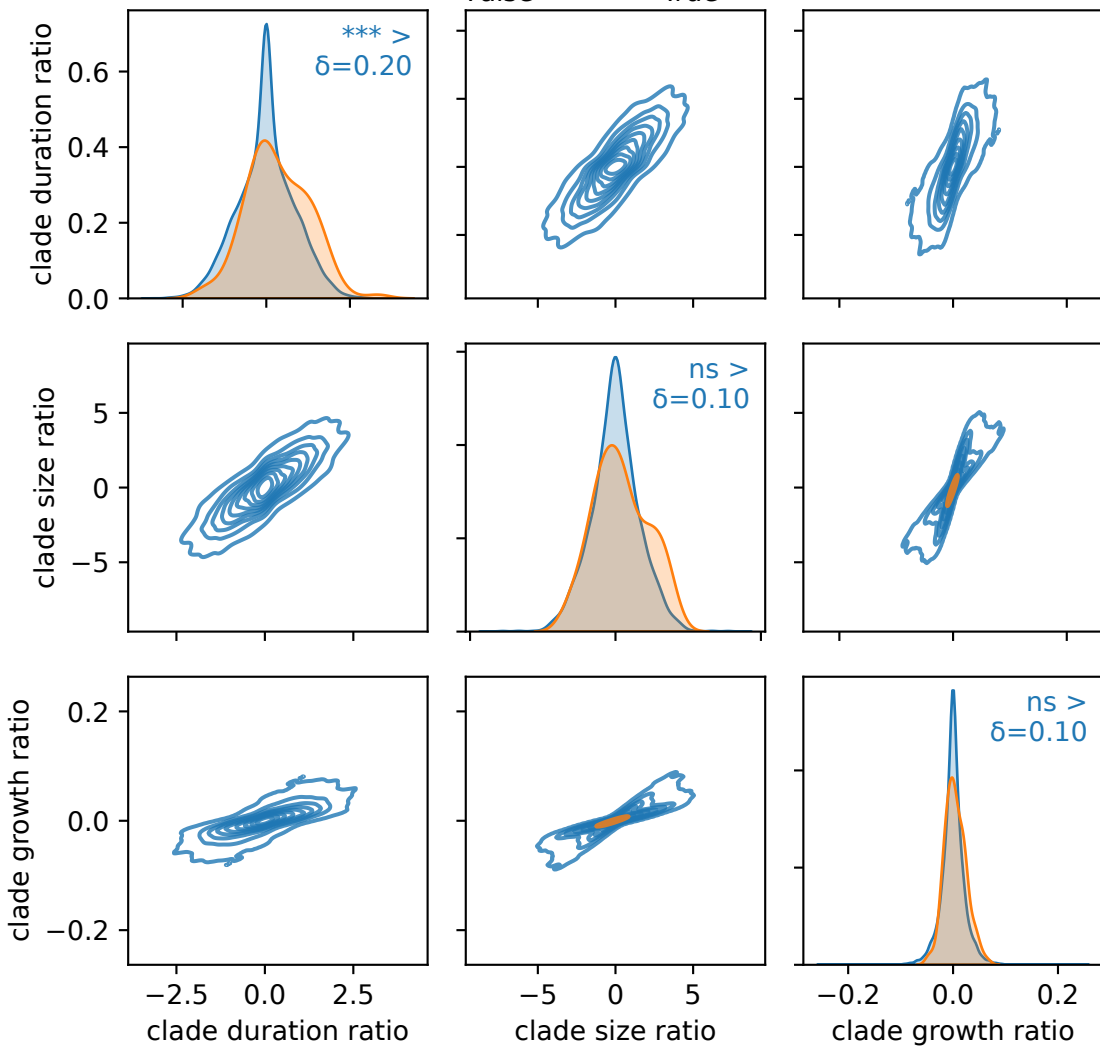 *** >
δ=0.20
clade duration ratio
0.6
0.4
0.2
0.0
ns >
δ=0.10
clade size ratio
5
0
−5
ns >
δ=0.10
clade growth ratio
0.2
0.0
−0.2
−2.5 0.0 2.5 −5 0 5 −0.2 0.0 0.2
clade duration ratio clade size ratio clade growth ratio